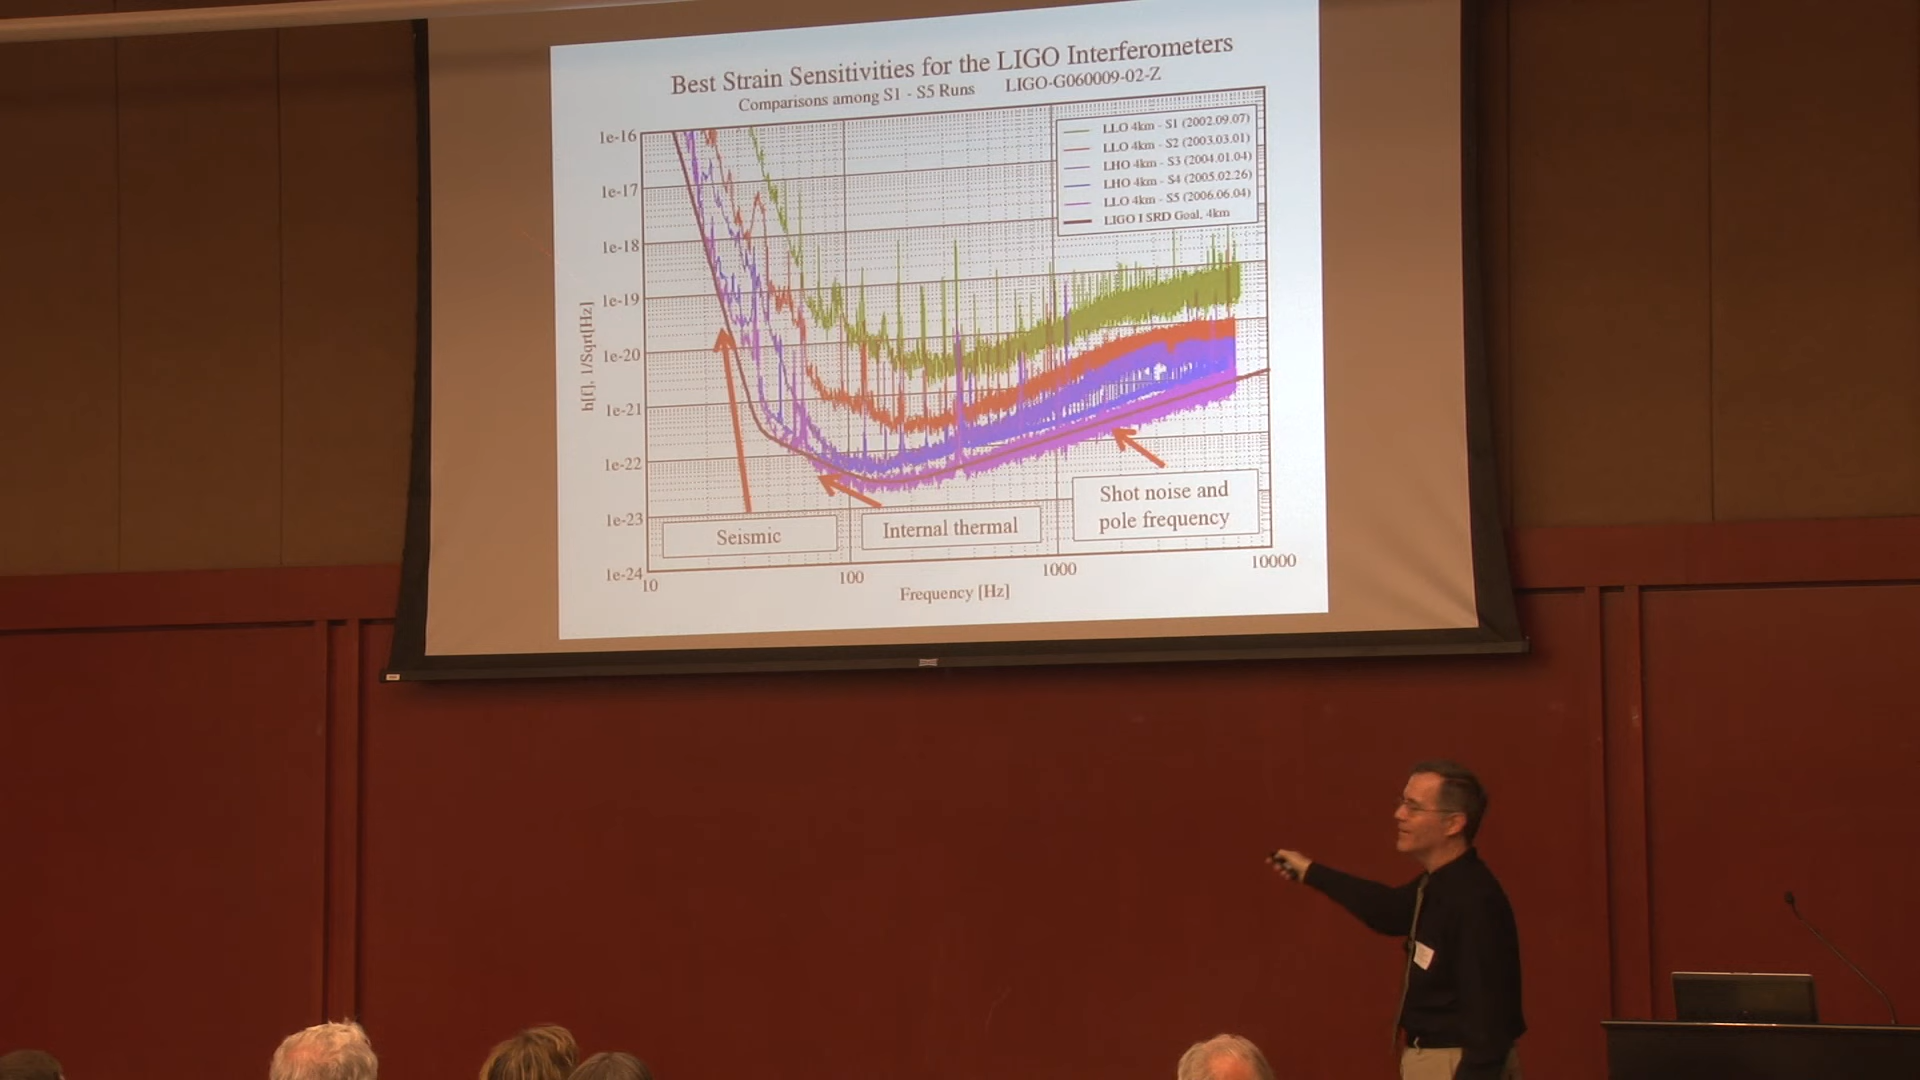 Best Strain Sensitivities for the LIGO Interferometers
Comparisons among S1 - S5 Runs LIGO-G060009-02-Z
LLO 4km - S1 (2002.09.07)
LLO 4km - S2 (2003.03.01)
LHO 4km - S3 (2004.01.04)
LHO 4km - S4 (2005.02.26)
LLO 4km - S5 (2006.06.04)
LIGO I SRD Goal, 4km
1e-16
1e-17
1e-18
1e-19
1e-20
1e-21
1e-22
1e-23
1e-24
h[f], 1/Sqrt[Hz]
Seismic
Internal thermal
Shot noise and
pole frequency
10
100
1000
10000
Frequency [Hz]